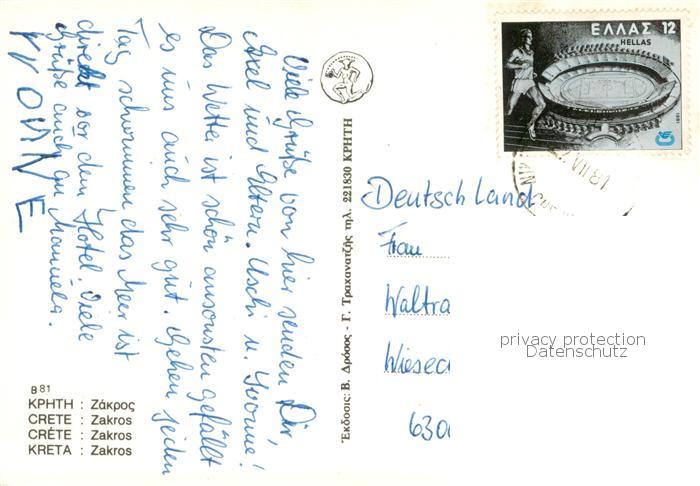 Viele Grüße von hier senden Dir,
Axel und Eltern. Uschi u. Yvonne!
Das Wetter ist schön ansonsten gefällt
es uns auch sehr gut. Gehen jeden
Tag schwimmen das Meer ist
direkt vor dem Hotel. Viele
Grüße auch an Manuela.
YVONNE
B 81
ΚΡΗΤΗ : Ζάκρος
CRETE : Zakros
CRÈTE : Zakros
KRETA : Zakros
Έκδοσις: Β. Δρόσος - Γ. Τραχανατζής τηλ. 221830 ΚΡΗΤΗ
ΕΛΛΑΣ 12
HELLAS
1981
Deutschland
Frau
Waltra
Wiesec
630
privacy protection
Datenschutz